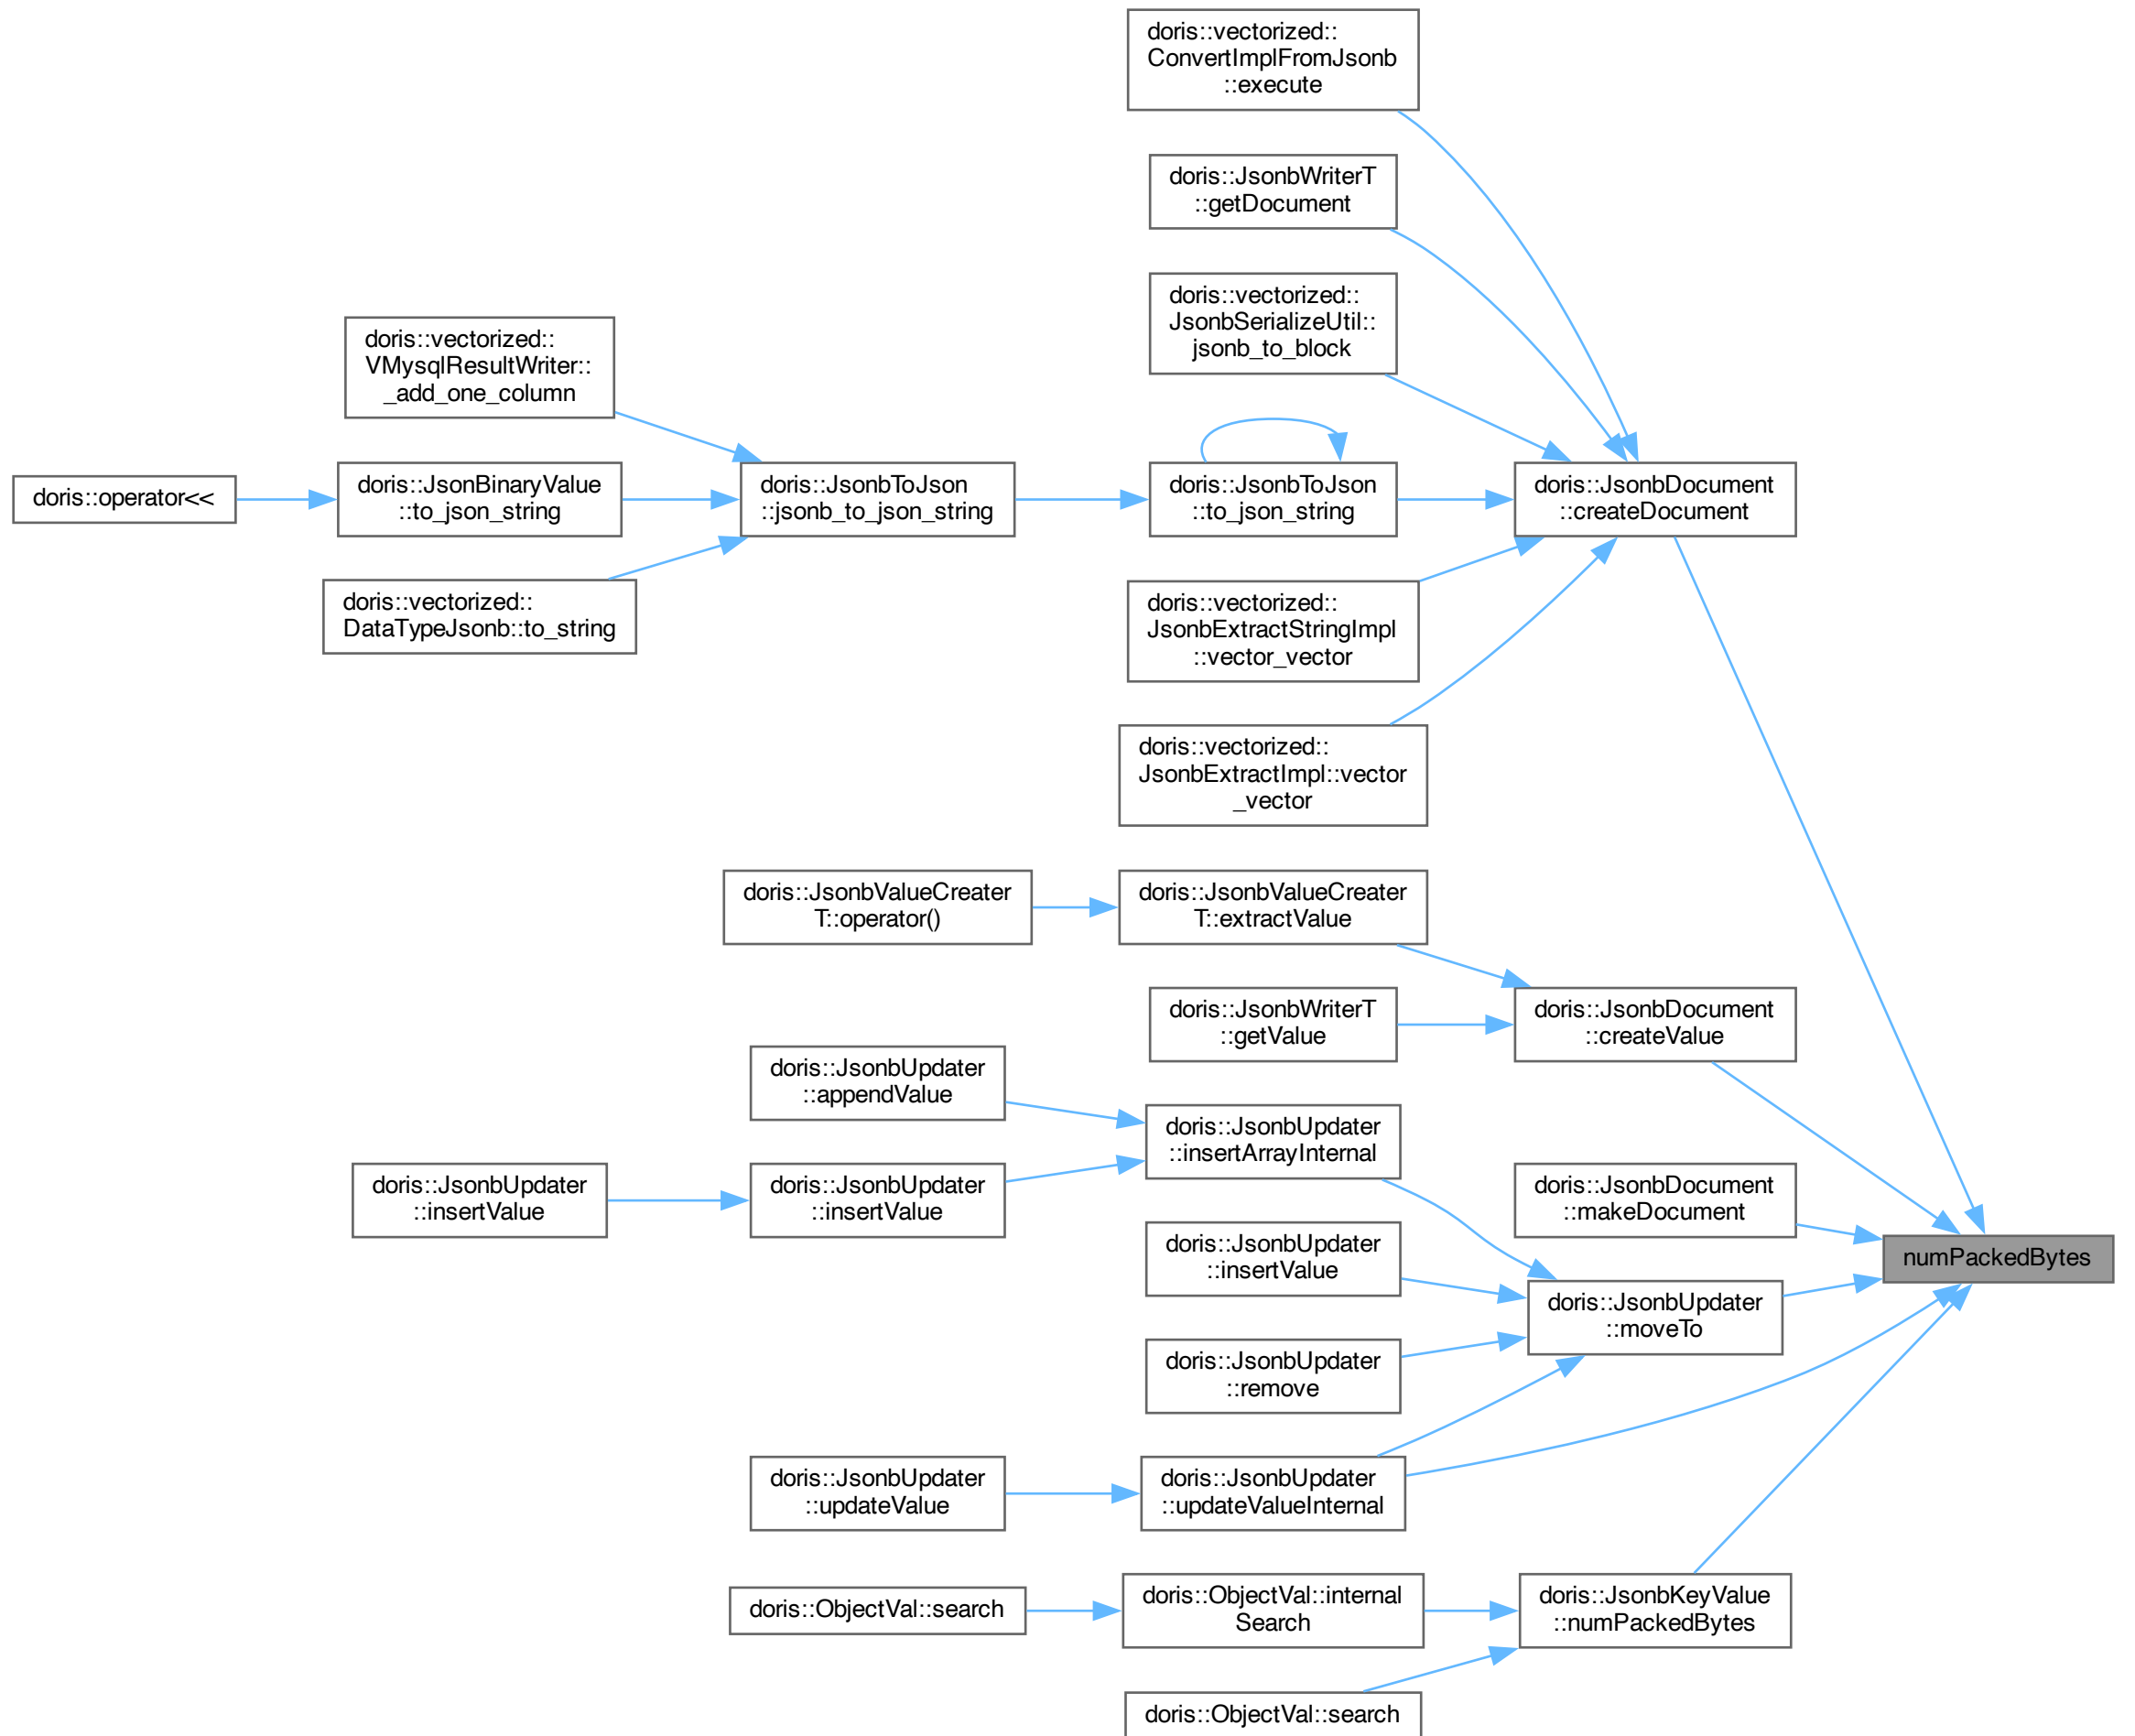 doris::vectorized::
ConvertImplFromJsonb
::execute
doris::JsonbWriterT
::getDocument
doris::vectorized::
JsonbSerializeUtil::
jsonb_to_block
doris::vectorized::
VMysqlResultWriter::
_add_one_column
doris::operator<<
doris::JsonBinaryValue
::to_json_string
doris::JsonbToJson
::jsonb_to_json_string
doris::JsonbToJson
::to_json_string
doris::JsonbDocument
::createDocument
doris::vectorized::
DataTypeJsonb::to_string
doris::vectorized::
JsonbExtractStringImpl
::vector_vector
doris::vectorized::
JsonbExtractImpl::vector
_vector
doris::JsonbValueCreater
T::operator()
doris::JsonbValueCreater
T::extractValue
doris::JsonbWriterT
::getValue
doris::JsonbDocument
::createValue
doris::JsonbUpdater
::appendValue
doris::JsonbUpdater
::insertArrayInternal
doris::JsonbUpdater
::insertValue
doris::JsonbUpdater
::insertValue
doris::JsonbDocument
::makeDocument
doris::JsonbUpdater
::insertValue
numPackedBytes
doris::JsonbUpdater
::moveTo
doris::JsonbUpdater
::remove
doris::JsonbUpdater
::updateValue
doris::JsonbUpdater
::updateValueInternal
doris::ObjectVal::search
doris::ObjectVal::internal
Search
doris::JsonbKeyValue
::numPackedBytes
doris::ObjectVal::search